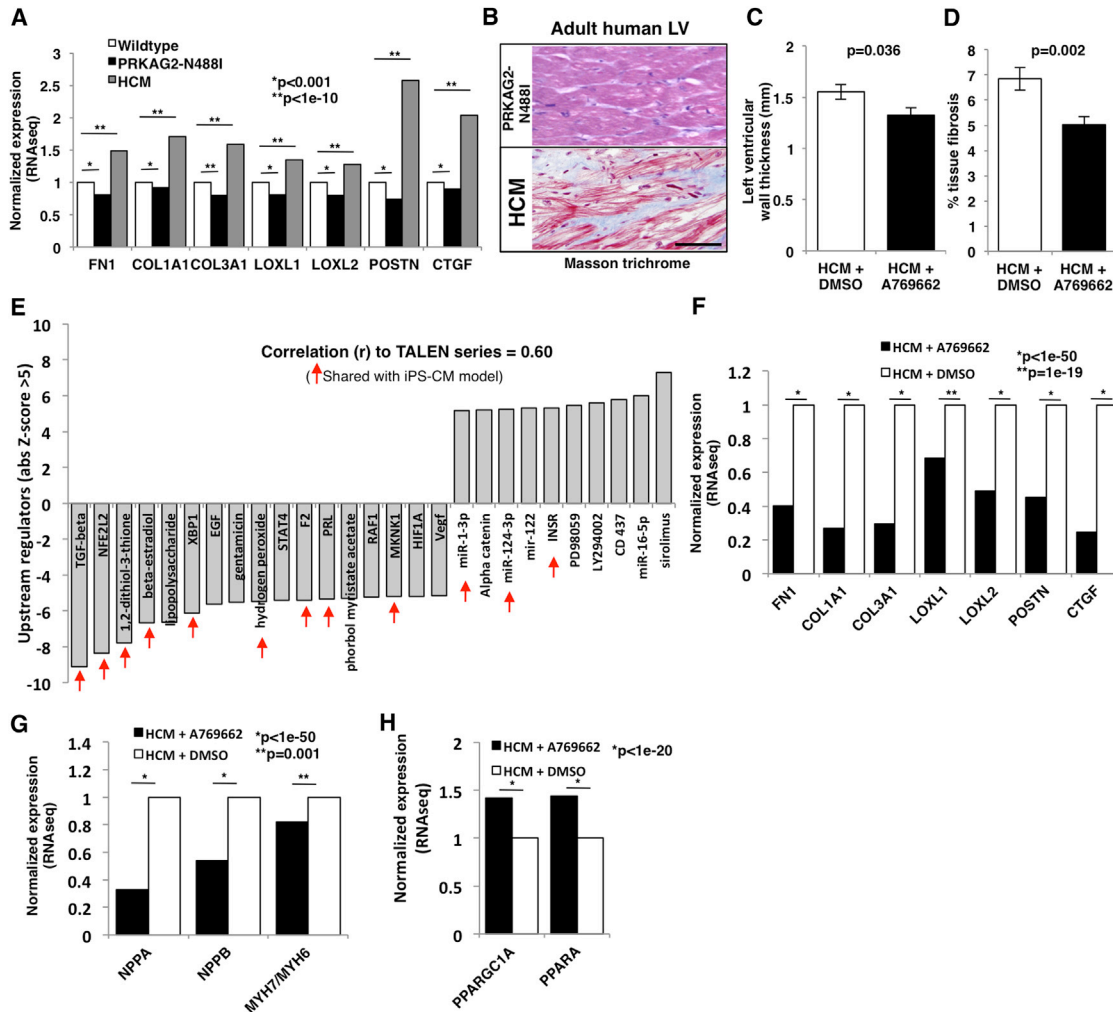 A
Wildtype
PRKAG2-N488I
HCM
*p<0.001
**p<1e-10
Normalized expression
(RNAseq)
3
2.5
2
1.5
1
0.5
0
**
*
**
*
**
**
**
*
**
*
**
*
**
*
FN1 COL1A1 COL3A1 LOXL1 LOXL2 POSTN CTGF
B
Adult human LV
PRKAG2-
N488I
HCM
Masson trichrome
C
p=0.036
Left ventricular
wall thickness (mm)
2
1.5
1
0.5
0
HCM + HCM +
DMSO A769662
D
p=0.002
% tissue fibrosis
8
7
6
5
4
3
2
1
0
HCM + HCM +
DMSO A769662
E
Upstream regulators (abs Z-score >5)
10
8
6
4
2
0
-2
-4
-6
-8
-10
Correlation (r) to TALEN series = 0.60
( Shared with iPS-CM model)
TGF-beta
NFE2L2
1,2-dithiol-3-thione
beta-estradiol
lipopolysaccharide
XBP1
EGF
gentamicin
hydrogen peroxide
STAT4
F2
PRL
phorbol myristate acetate
RAF1
MKNK1
HIF1A
Vegf
miR-1-3p
Alpha catenin
miR-124-3p
mir-122
INSR
PD98059
LY294002
CD 437
miR-16-5p
sirolimus
F
HCM + A769662
HCM + DMSO
*p<1e-50
**p=1e-19
Normalized expression
(RNAseq)
1.2
1
0.8
0.6
0.4
0.2
0
* * * ** * * *
FN1
COL1A1
COL3A1
LOXL1
LOXL2
POSTN
CTGF
G
HCM + A769662
HCM + DMSO
*p<1e-50
**p=0.001
Normalized expression
(RNAseq)
1.4
1.2
1
0.8
0.6
0.4
0.2
0
* * **
NPPA
NPPB
MYH7/MYH6
H
HCM + A769662
HCM + DMSO
*p<1e-20
Normalized expression
(RNAseq)
2
1.5
1
0.5
0
* *
PPARGC1A
PPARA